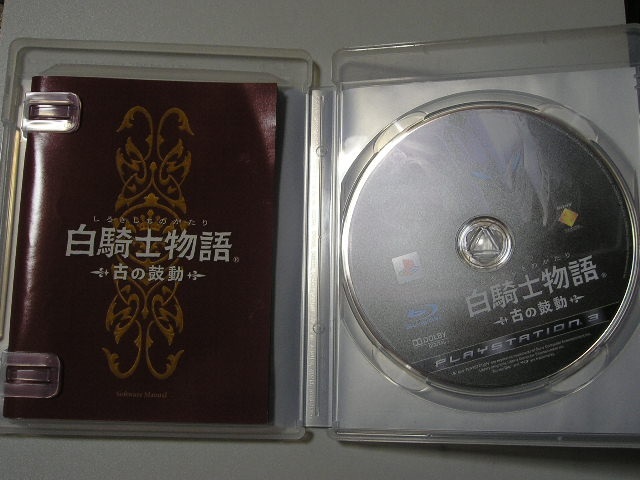 しろきしものがたり
白騎士物語®
古の鼓動
Software Manual
白騎士物語®
古の鼓動
DOLBY
PLAYSTATION 3